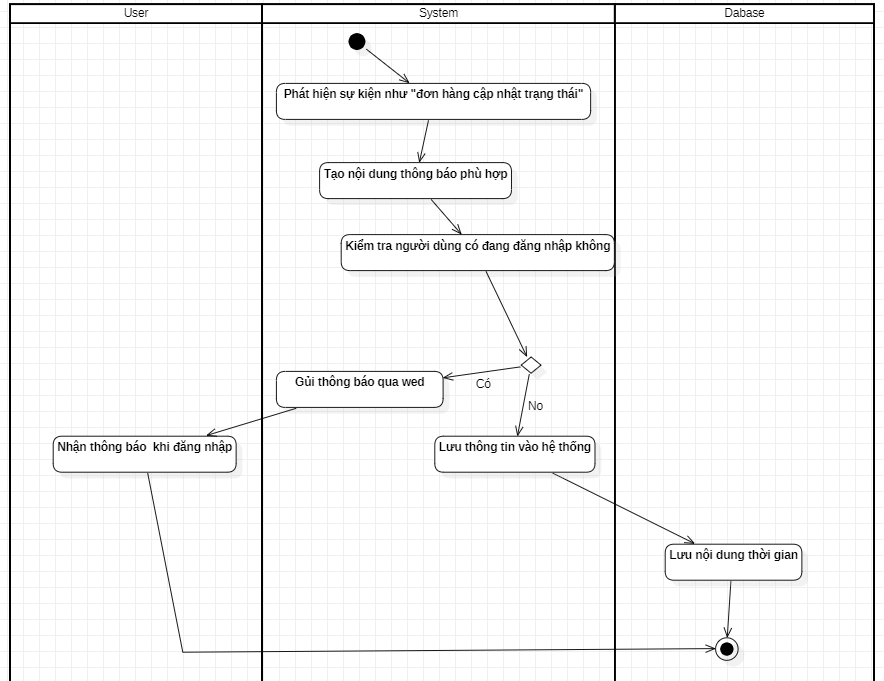 User
System
Dabase
Phát hiện sự kiện như "đơn hàng cập nhật trạng thái"
Tạo nội dung thông báo phù hợp
Kiểm tra người dùng có đang đăng nhập không
Có
Gủi thông báo qua wed
No
Nhận thông báo khi đăng nhập
Lưu thông tin vào hệ thống
Lưu nội dung thời gian